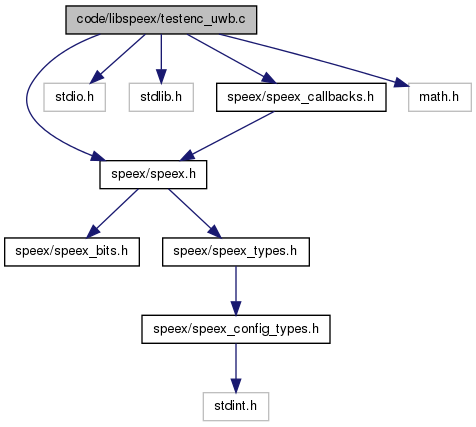 code/libspeex/testenc_uwb.c
stdio.h
stdlib.h
speex/speex_callbacks.h
math.h
speex/speex.h
speex/speex_bits.h
speex/speex_types.h
speex/speex_config_types.h
stdint.h